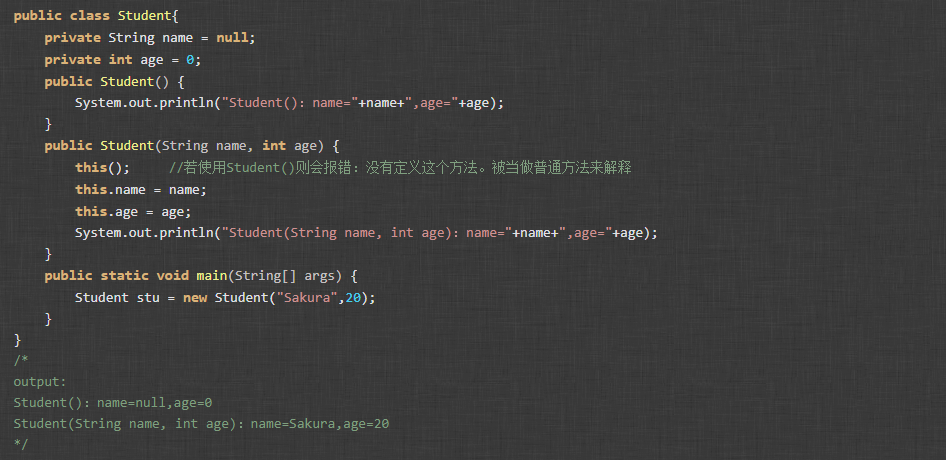 public class Student{
    private String name = null;
    private int age = 0;
    public Student() {
        System.out.println("Student(): name="+name+",age="+age);
    }
    public Student(String name, int age) {
        this();     //若使用Student()则会报错: 没有定义这个方法。被当做普通方法来解释
        this.name = name;
        this.age = age;
        System.out.println("Student(String name, int age): name="+name+",age="+age);
    }
    public static void main(String[] args) {
        Student stu = new Student("Sakura",20);
    }
}
/*
output:
Student(): name=null,age=0
Student(String name, int age): name=Sakura,age=20
*/